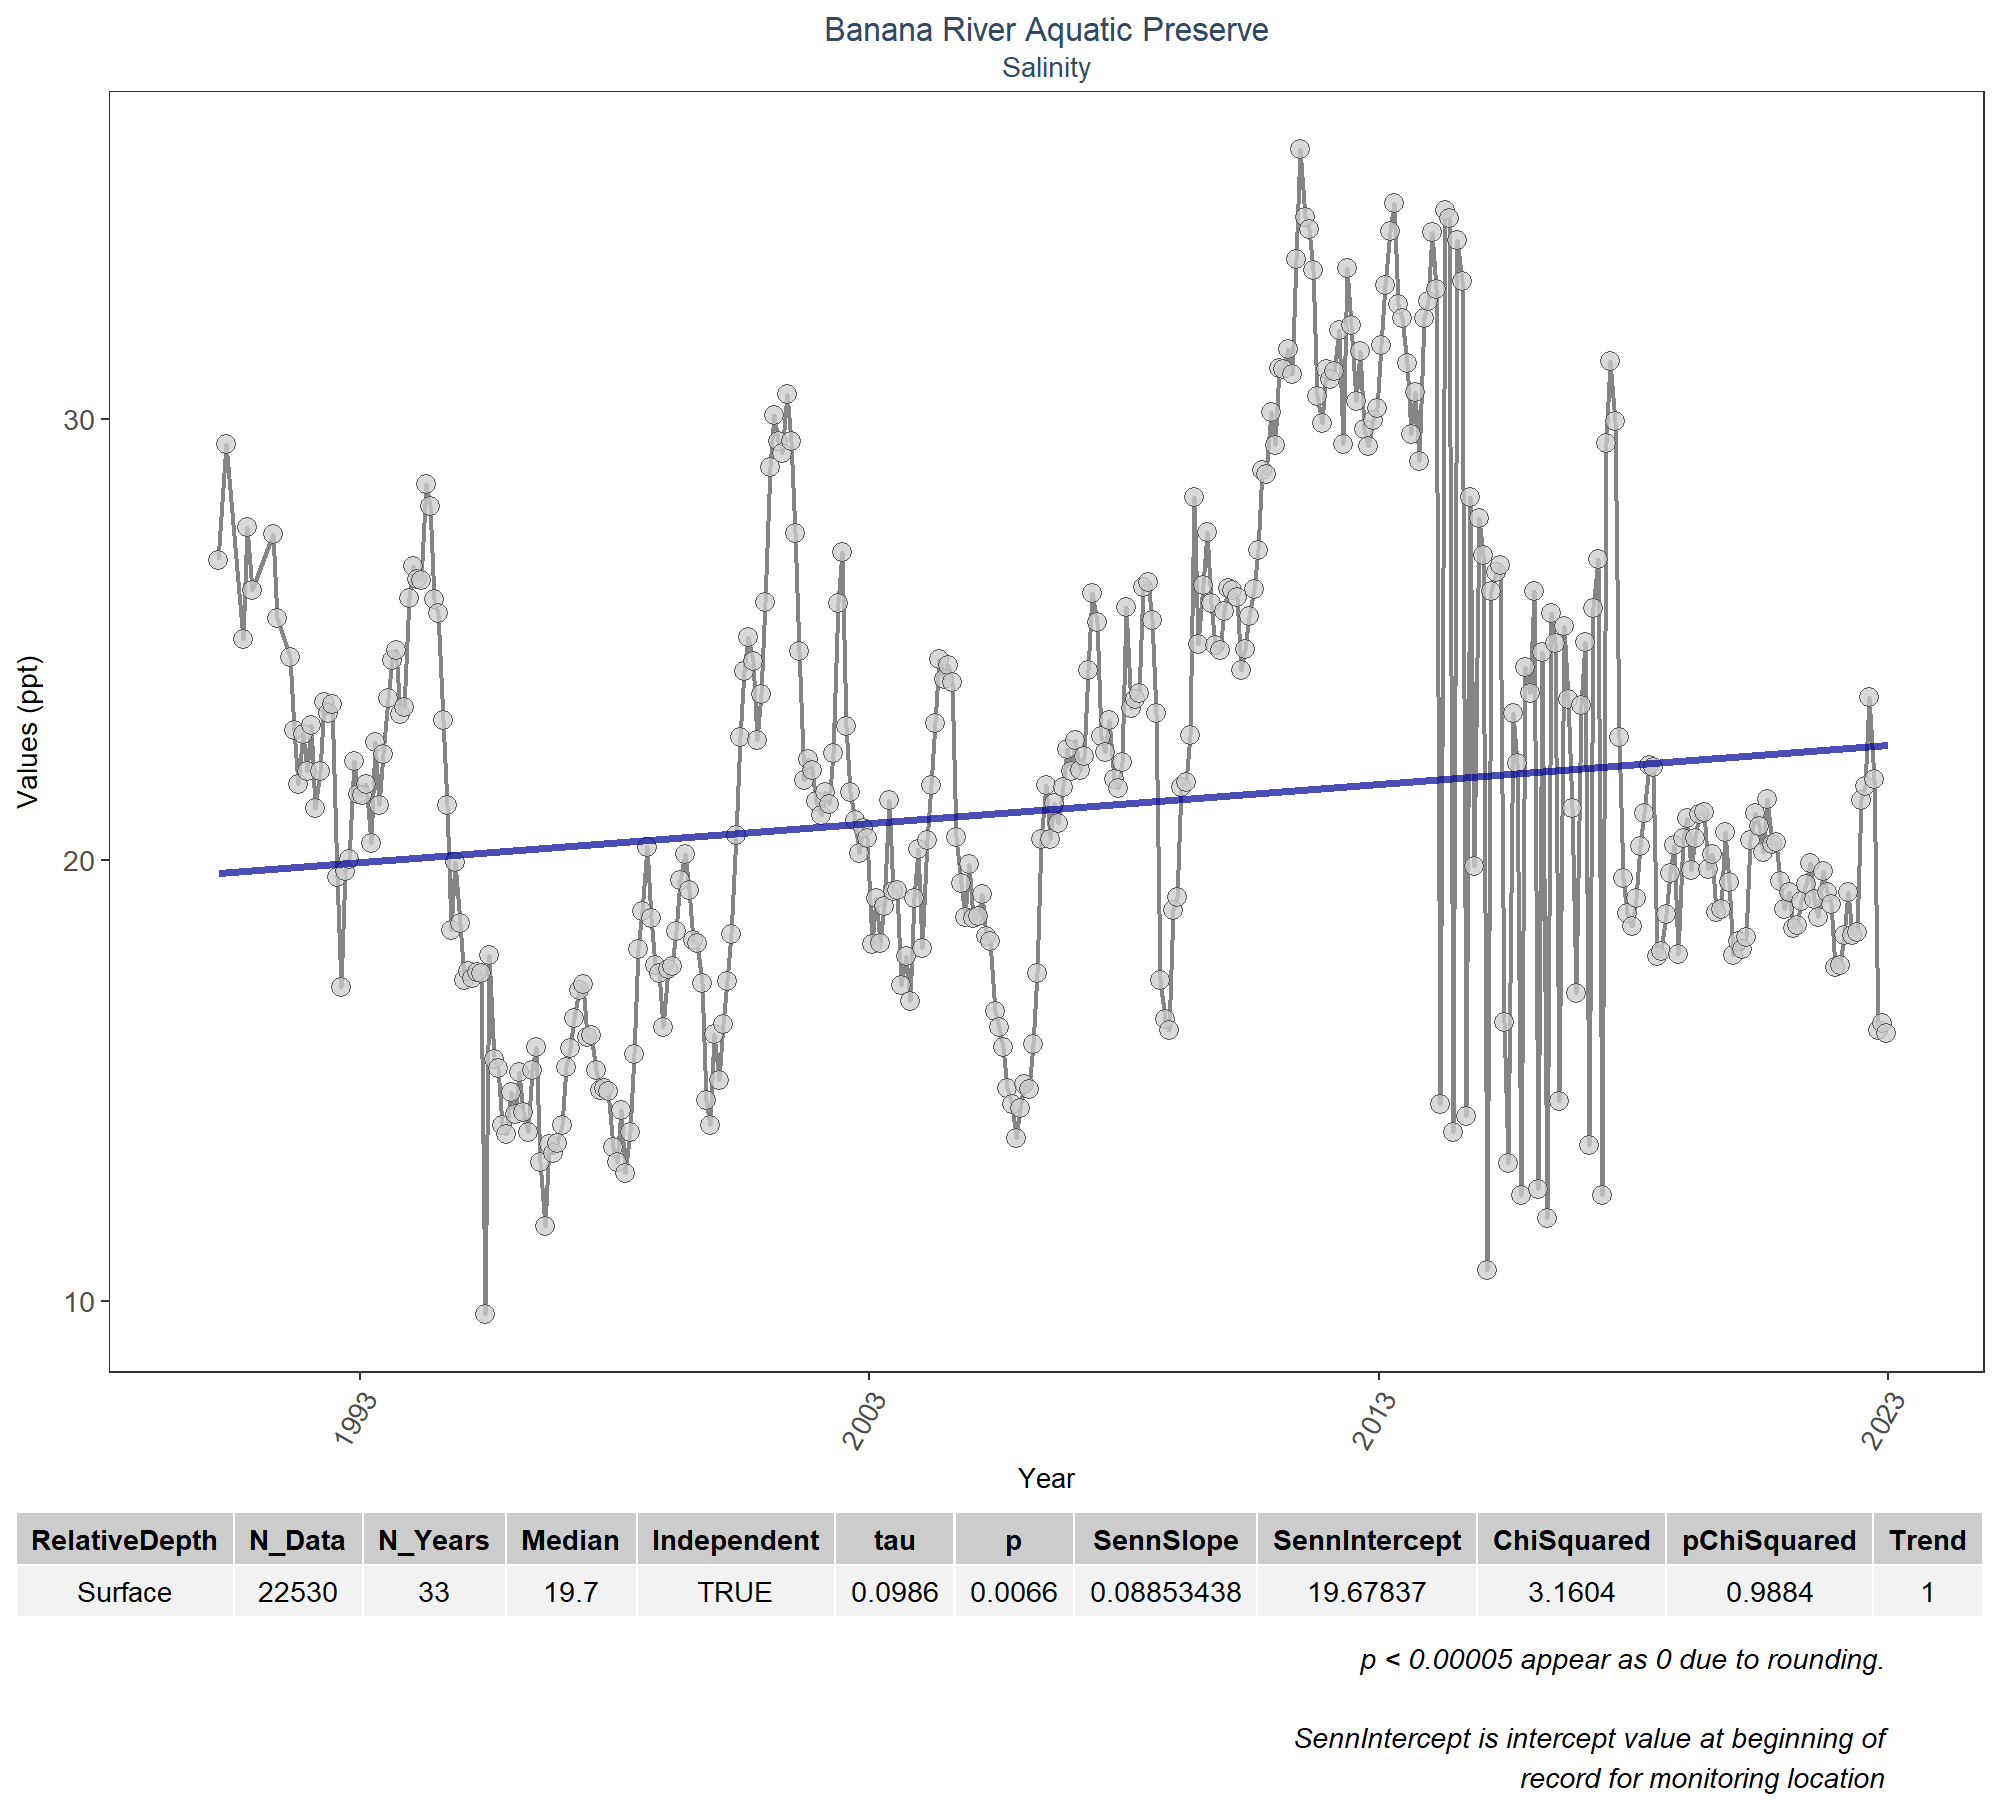 Banana River Aquatic Preserve
Salinity
Values (ppt)
30
20
10
1993
2003
2013
2023
Year
RelativeDepth N_Data N_Years Median Independent tau p SennSlope SennIntercept ChiSquared pChiSquared Trend
Surface 22530 33 19.7 TRUE 0.0986 0.0066 0.08853438 19.67837 3.1604 0.9884 1
p < 0.00005 appear as 0 due to rounding.
SennIntercept is intercept value at beginning of
record for monitoring location